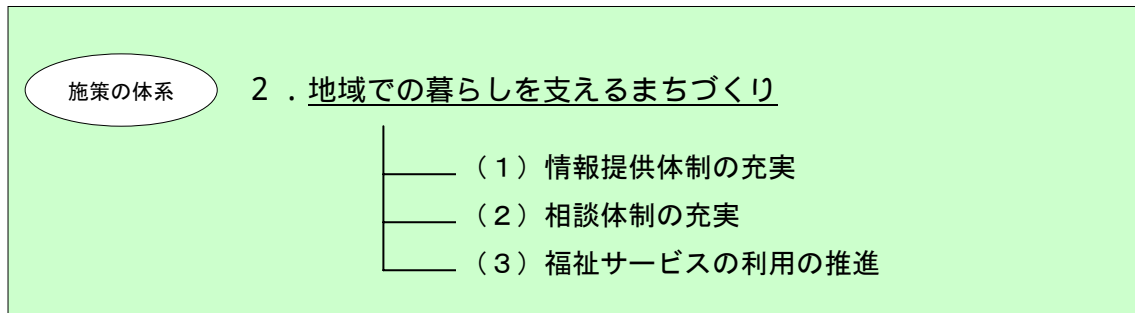 施策の体系
２．地域での暮らしを支えるまちづくり
（１）情報提供体制の充実
（２）相談体制の充実
（３）福祉サービスの利用の推進